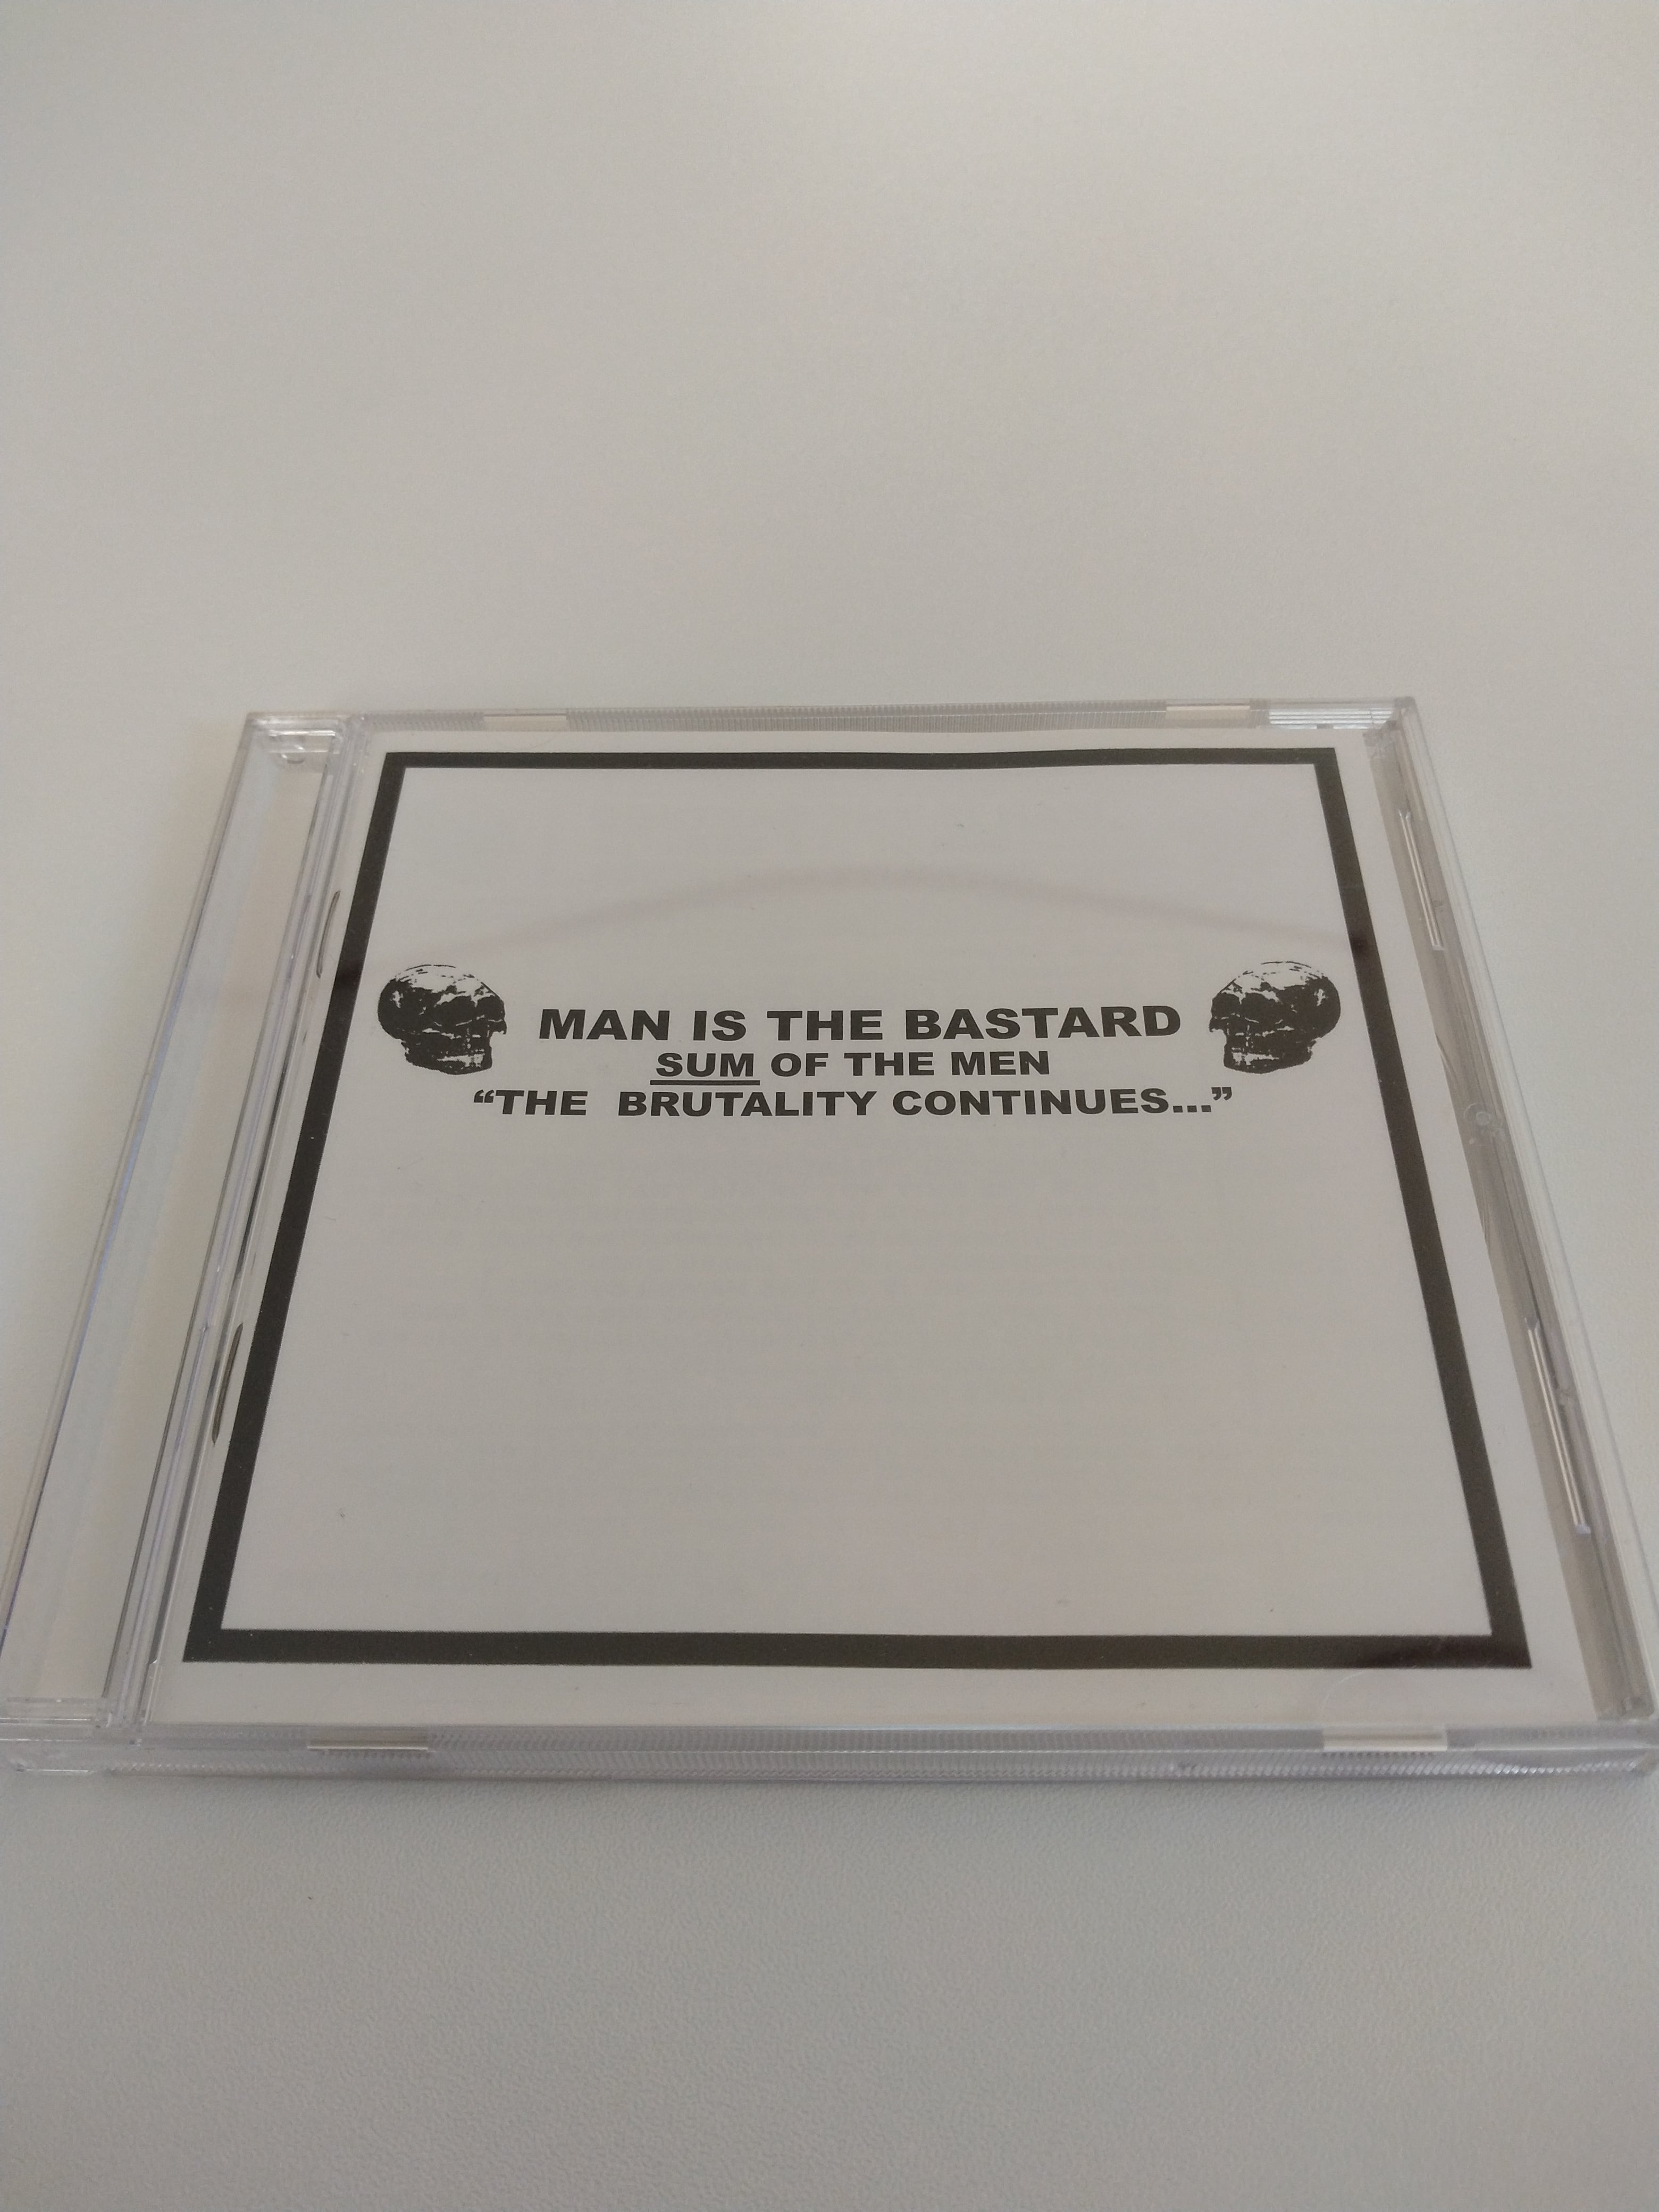 MAN IS THE BASTARD
SUM OF THE MEN
“THE BRUTALITY CONTINUES...”